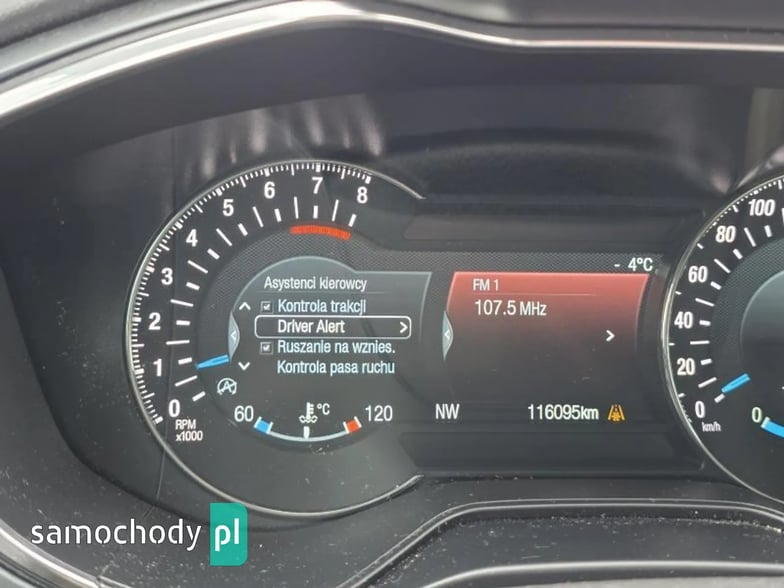 0
1
2
3
4
5
6
7
8
RPM
x1000
Asystenci kierowcy
Kontrola trakcji
Driver Alert >
Ruszanie na wznies.
Kontrola pasa ruchu
60 °C 120
- 4°C
FM 1
107.5 MHz
NW 116095km
100
80
60
40
20
0
km/h
0
samochody pl